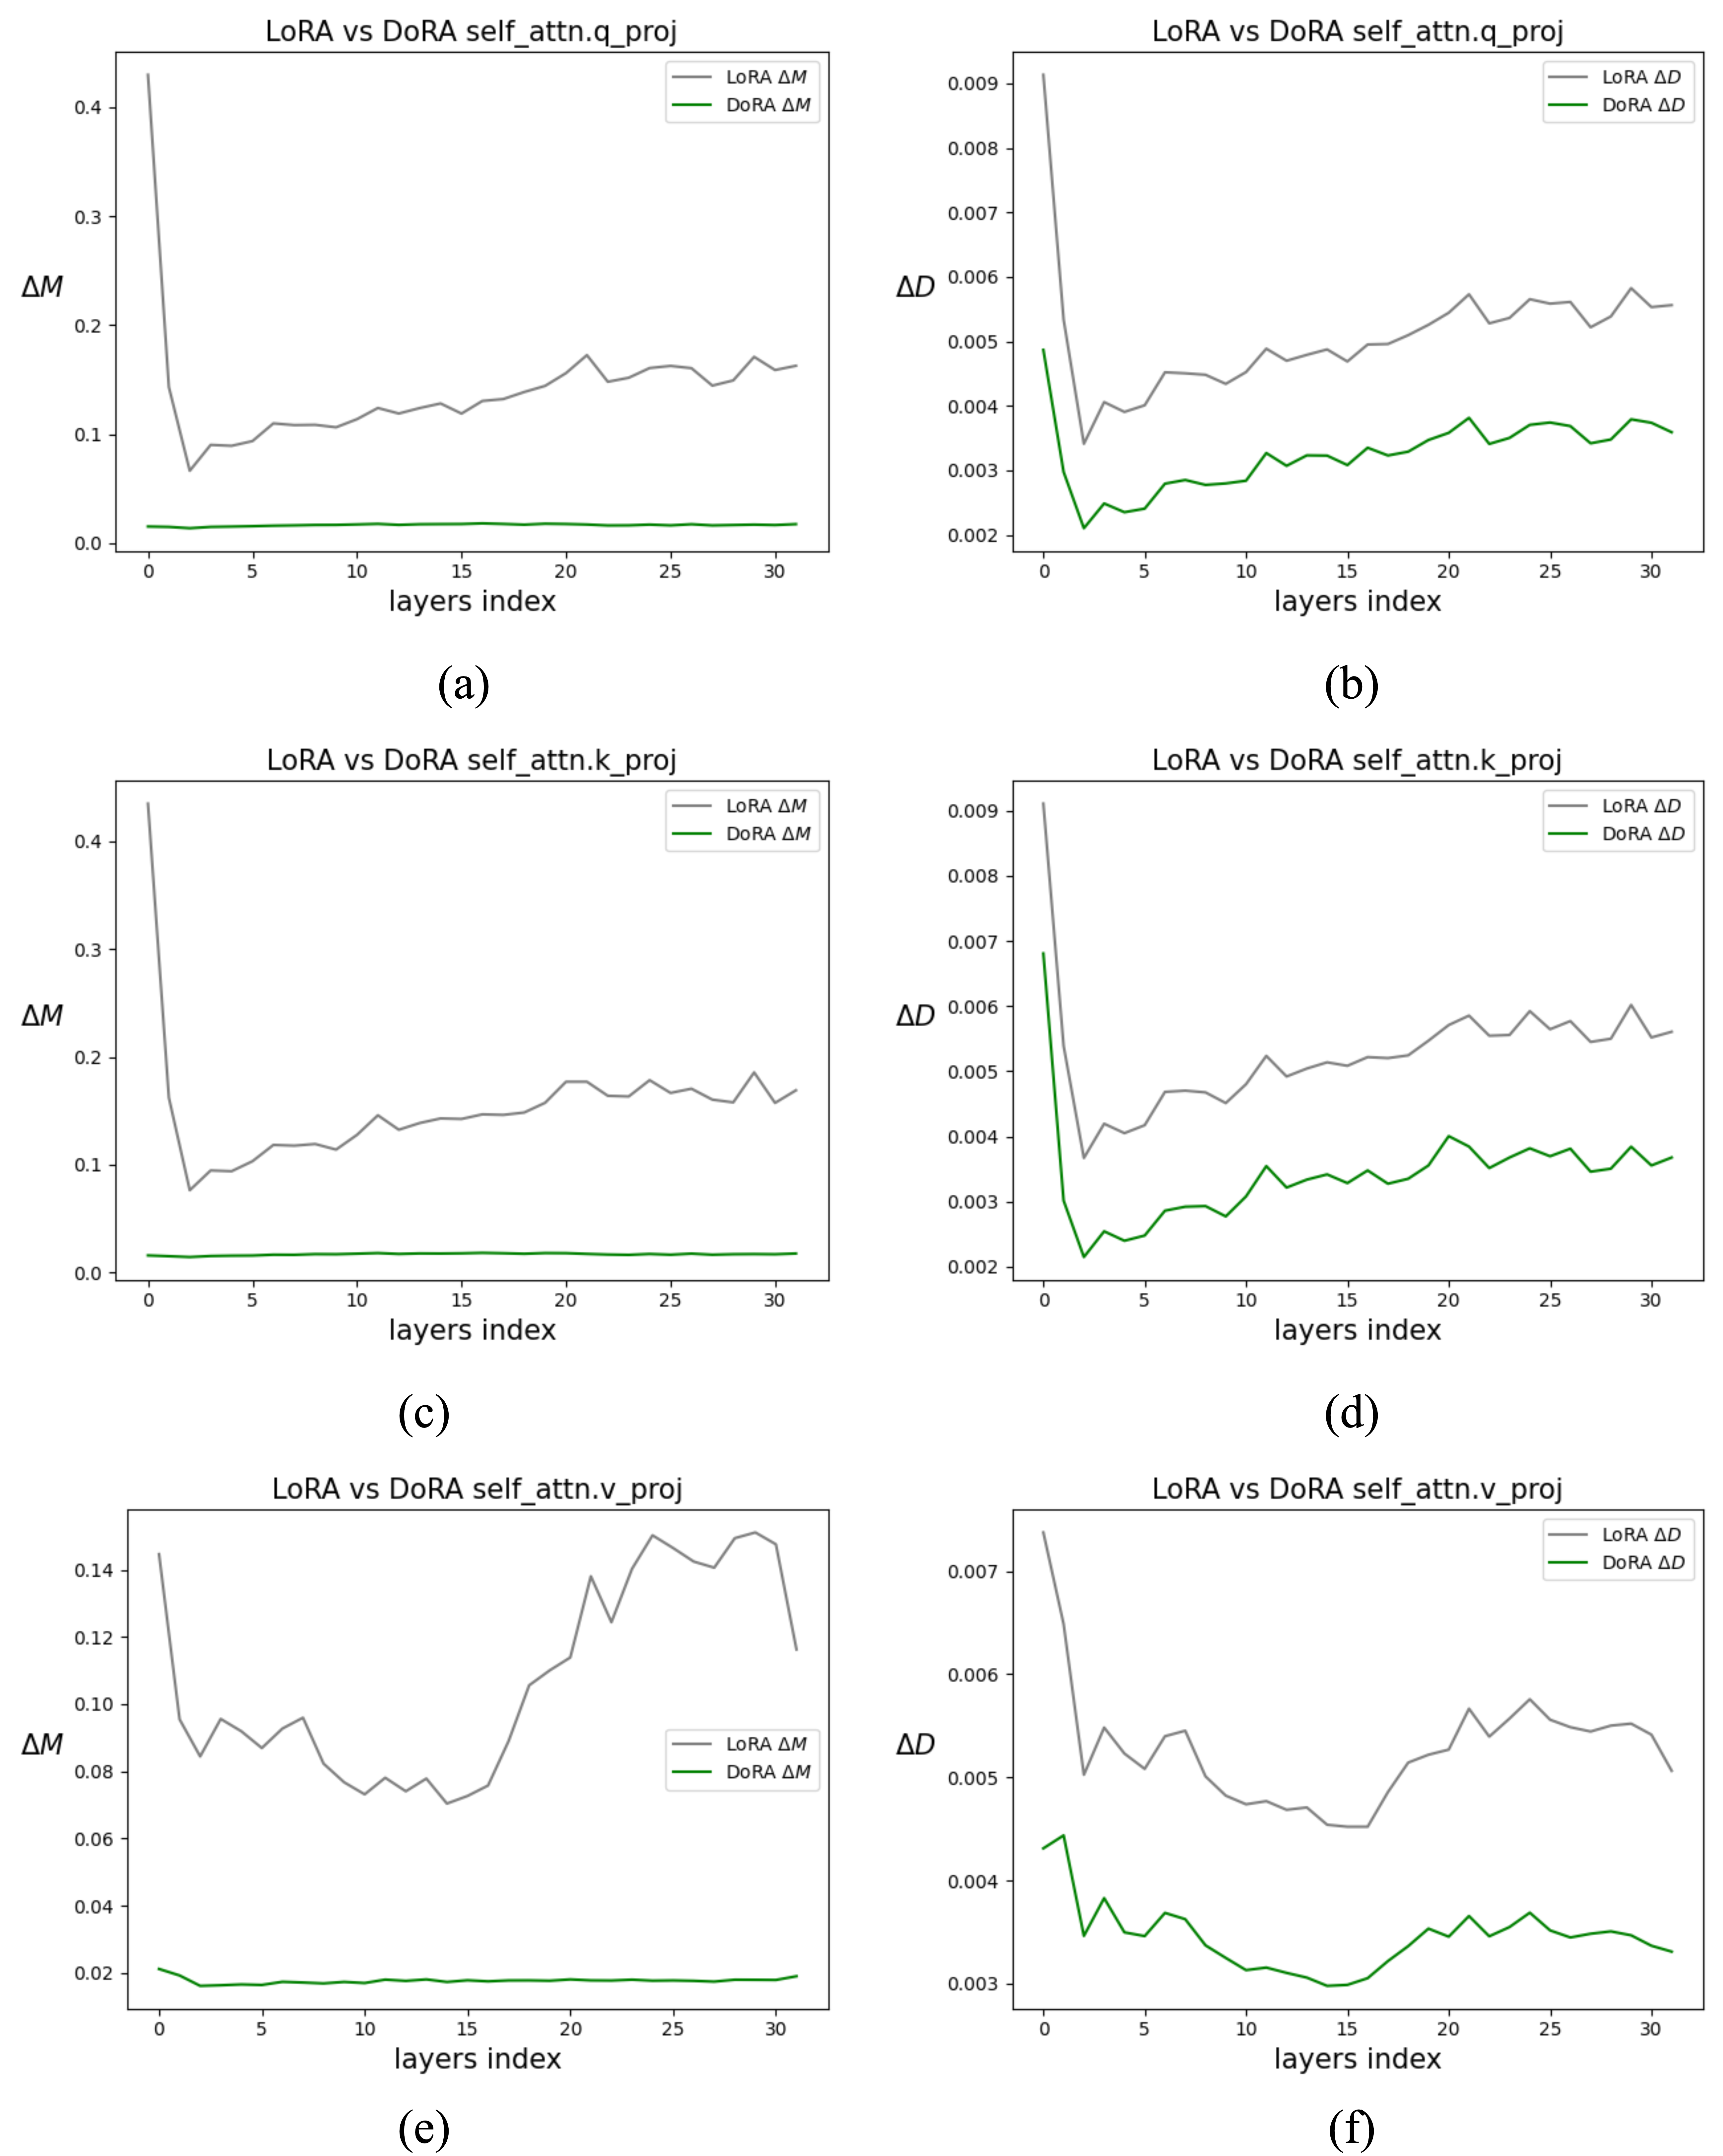 LoRA vs DoRA self_attn.q_proj
LoRA ΔM
DoRA ΔM
0.4
0.3
0.2
0.1
0.0
ΔM
0 5 10 15 20 25 30
layers index
(a)
LoRA vs DoRA self_attn.q_proj
LoRA ΔD
DoRA ΔD
0.009
0.008
0.007
0.006
0.005
0.004
0.003
0.002
ΔD
0 5 10 15 20 25 30
layers index
(b)
LoRA vs DoRA self_attn.k_proj
LoRA ΔM
DoRA ΔM
0.4
0.3
0.2
0.1
0.0
ΔM
0 5 10 15 20 25 30
layers index
(c)
LoRA vs DoRA self_attn.k_proj
LoRA ΔD
DoRA ΔD
0.009
0.008
0.007
0.006
0.005
0.004
0.003
0.002
ΔD
0 5 10 15 20 25 30
layers index
(d)
LoRA vs DoRA self_attn.v_proj
0.14
0.12
0.10
0.08
0.06
0.04
0.02
ΔM
LoRA ΔM
DoRA ΔM
0 5 10 15 20 25 30
layers index
(e)
LoRA vs DoRA self_attn.v_proj
LoRA ΔD
DoRA ΔD
0.007
0.006
0.005
0.004
0.003
ΔD
0 5 10 15 20 25 30
layers index
(f)